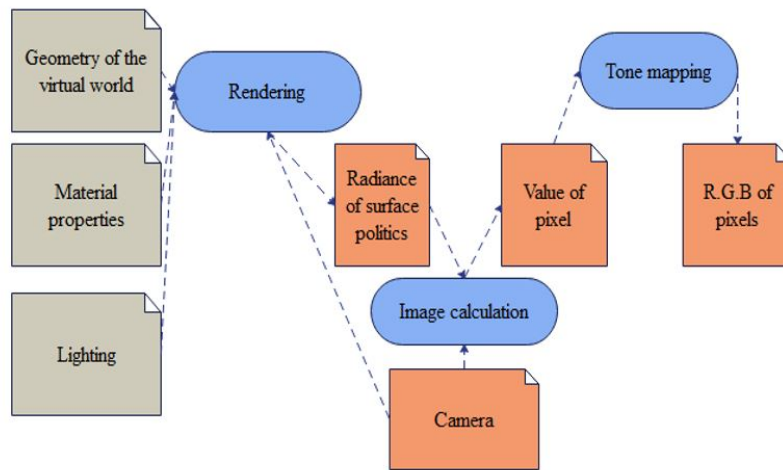 Geometry of the
virtual world
Rendering
Tone mapping
Material
properties
Radiance
of surface
politics
Value of
pixel
R.G.B of
pixels
Image calculation
Lighting
Camera